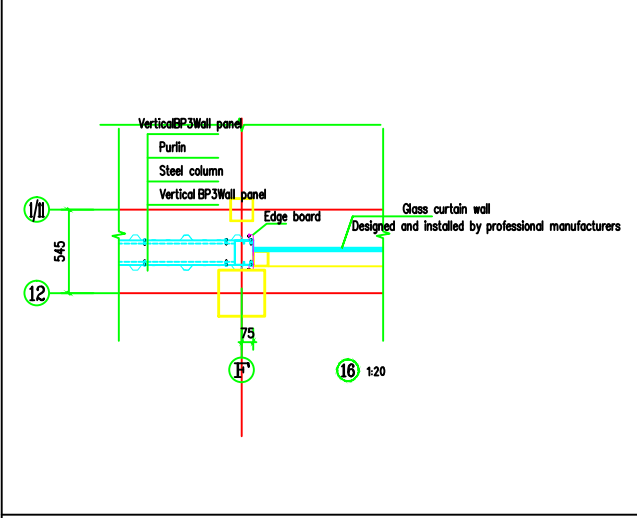 VerticalBP3Wall panel
Purlin
Steel column
Vertical BP3Wall panel
1/11
Glass curtain wall
Edge board
Designed and installed by professional manufacturers
545
12
75
F
16 1:20